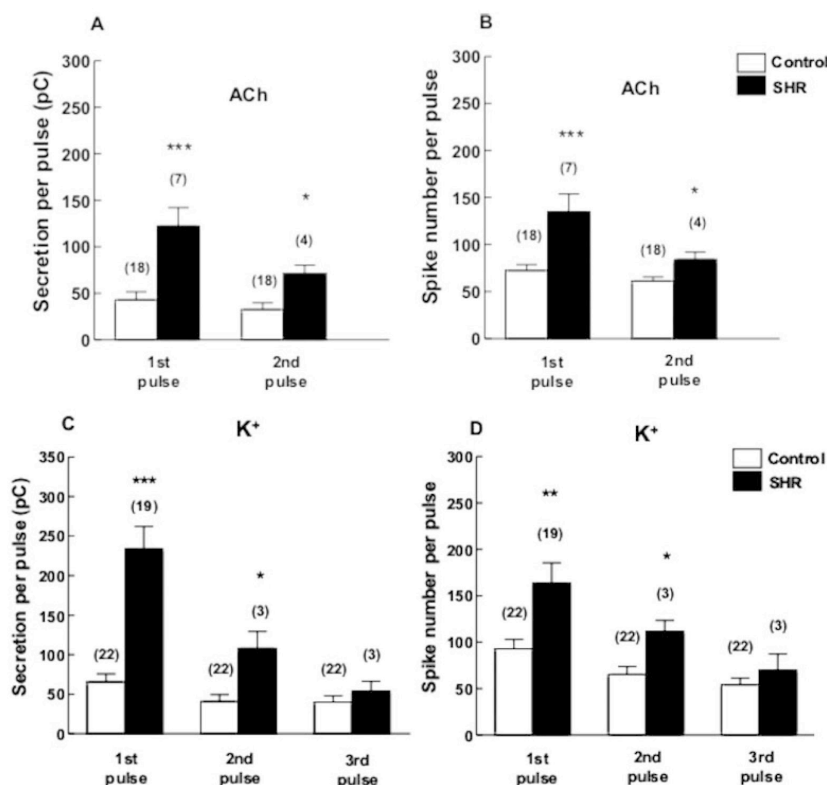 A
Secretion per pulse (pC)
300
250
200
150
100
50
0
ACh
***
(7)
*
(18)
(18)
(4)
1st
pulse
2nd
pulse
B
Spike number per pulse
300
250
200
150
100
50
0
ACh
Control
SHR
***
(7)
*
(18)
(18)
(4)
1st
pulse
2nd
pulse
C
K+
Secretion per pulse (pC)
350
300
250
200
150
100
50
0
***
(19)
*
(3)
(22)
(22)
(22)
(3)
1st
pulse
2nd
pulse
3rd
pulse
D
K+
Spike number per pulse
300
250
200
150
100
50
0
Control
SHR
**
(19)
*
(3)
(22)
(22)
(22)
(3)
1st
pulse
2nd
pulse
3rd
pulse